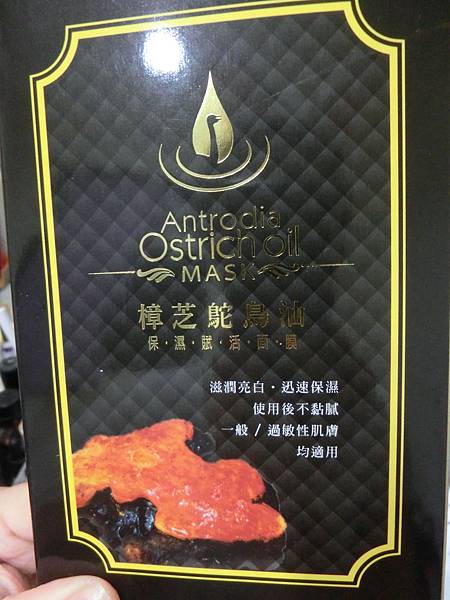 Antrodia
Ostrich oil
MASK
樟芝鴕鳥油
保・濕・賦・活・面・膜
滋潤亮白・迅速保濕
使用後不黏膩
一般 / 過敏性肌膚
均適用